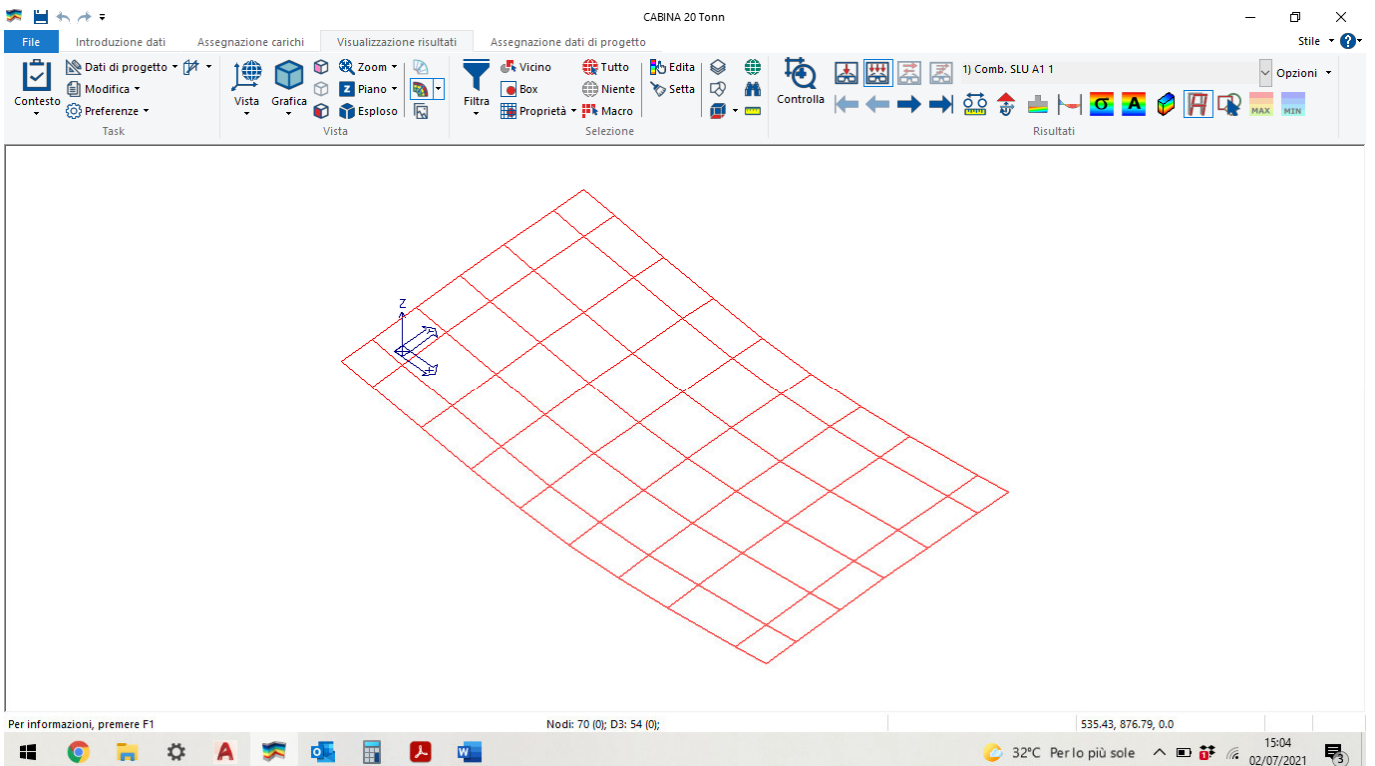 CABINA 20 Tonn
File Introduzione dati Assegnazione carichi Visualizzazione risultati Assegnazione dati di progetto Stile
Contesto
Dati di progetto
Modifica
Preferenze
Task
Vista
Grafica
Zoom
Z Piano
Esploso
Vista
Filtra
Vicino
Box
Proprietà
Tutto
Niente
Macro
Edita
Setta
Selezione
Controlla
1) Comb. SLU A1 1
Opzioni
σ A MAX MIN
Risultati
Z
Per informazioni, premere F1 Nodi: 70 (0); D3: 54 (0); 535.43, 876.79, 0.0
32°C Per lo più sole 15:04
02/07/2021 3